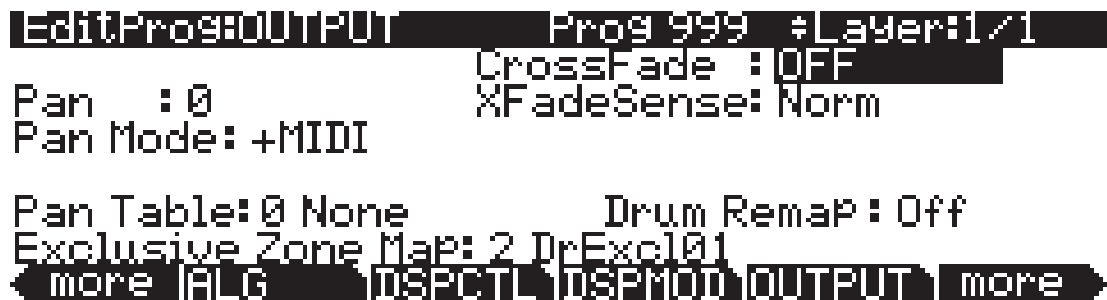 EditProg:OUTPUT Prog 999 ♦Layer:1/1
CrossFade :OFF
Pan :0 XFadeSense:Norm
Pan Mode:+MIDI
Pan Table:0 None Drum Remap:Off
Exclusive Zone Map:2 DrExcl01
more ALG DSPCTL DSPMOD OUTPUT more